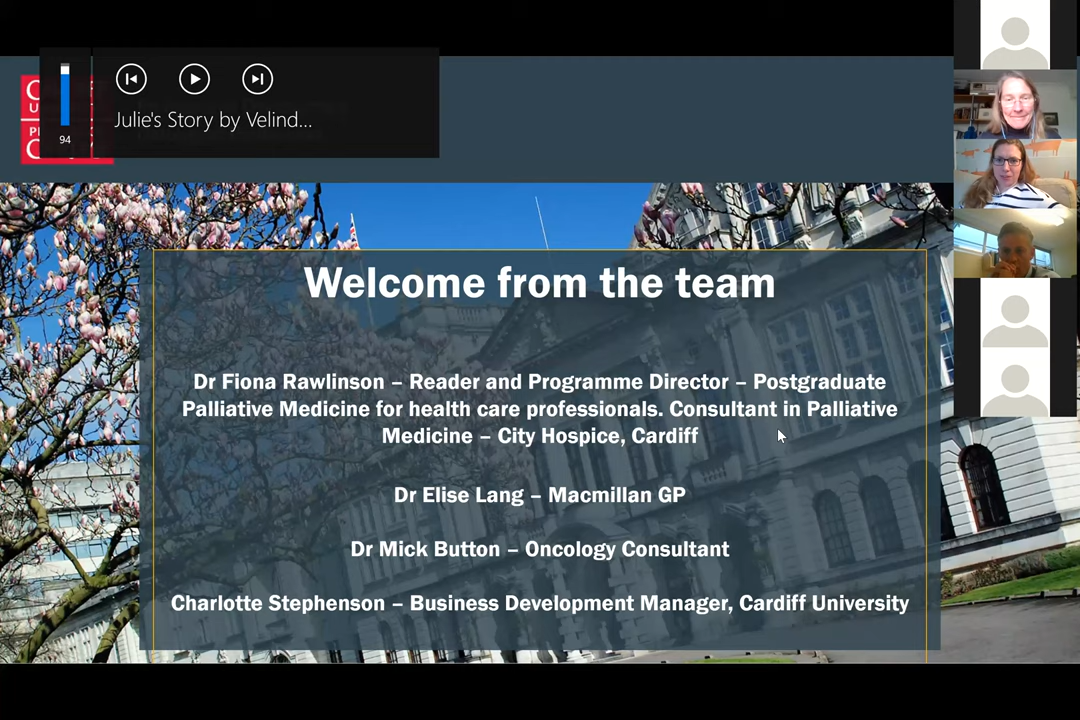 94
Julie's Story by Velind...
Welcome from the team
Dr Fiona Rawlinson – Reader and Programme Director – Postgraduate
Palliative Medicine for health care professionals. Consultant in Palliative
Medicine – City Hospice, Cardiff
Dr Elise Lang – Macmillan GP
Dr Mick Button – Oncology Consultant
Charlotte Stephenson – Business Development Manager, Cardiff University